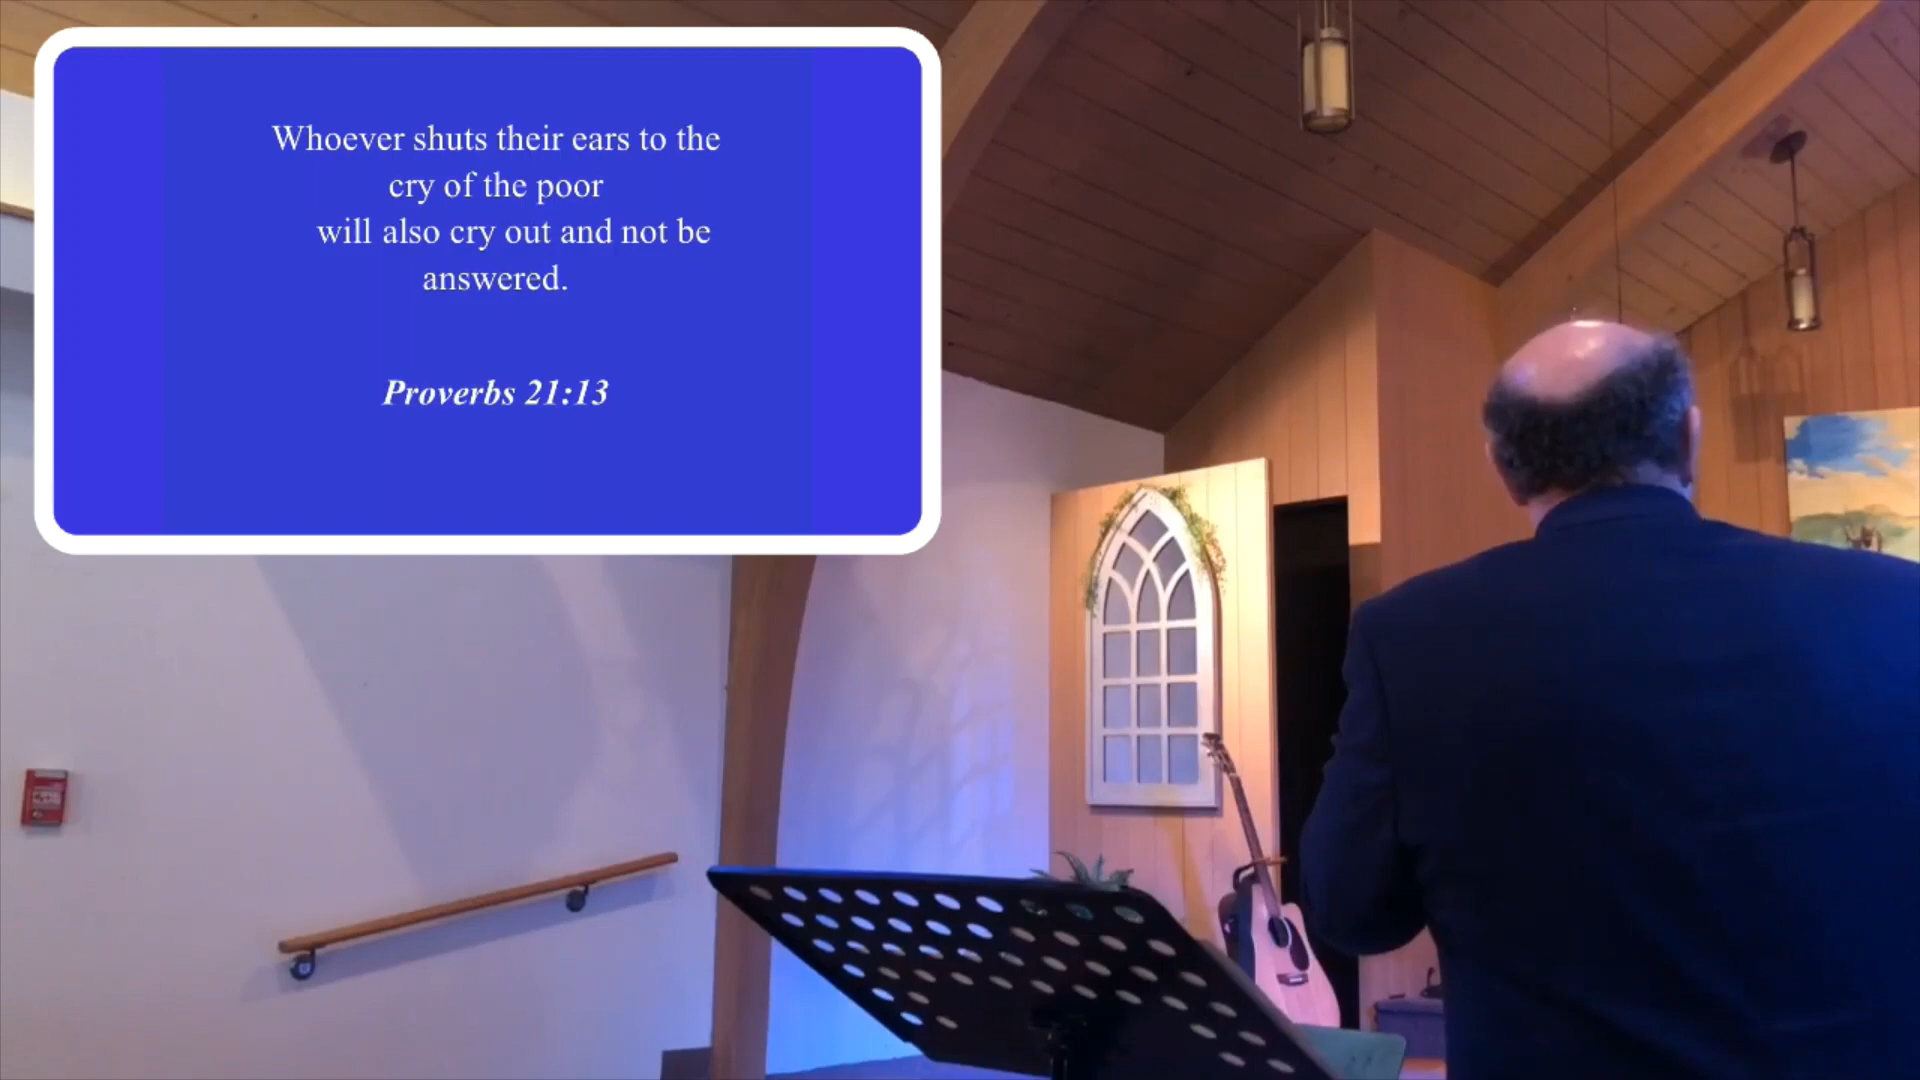 Whoever shuts their ears to the
cry of the poor
will also cry out and not be
answered.
Proverbs 21:13